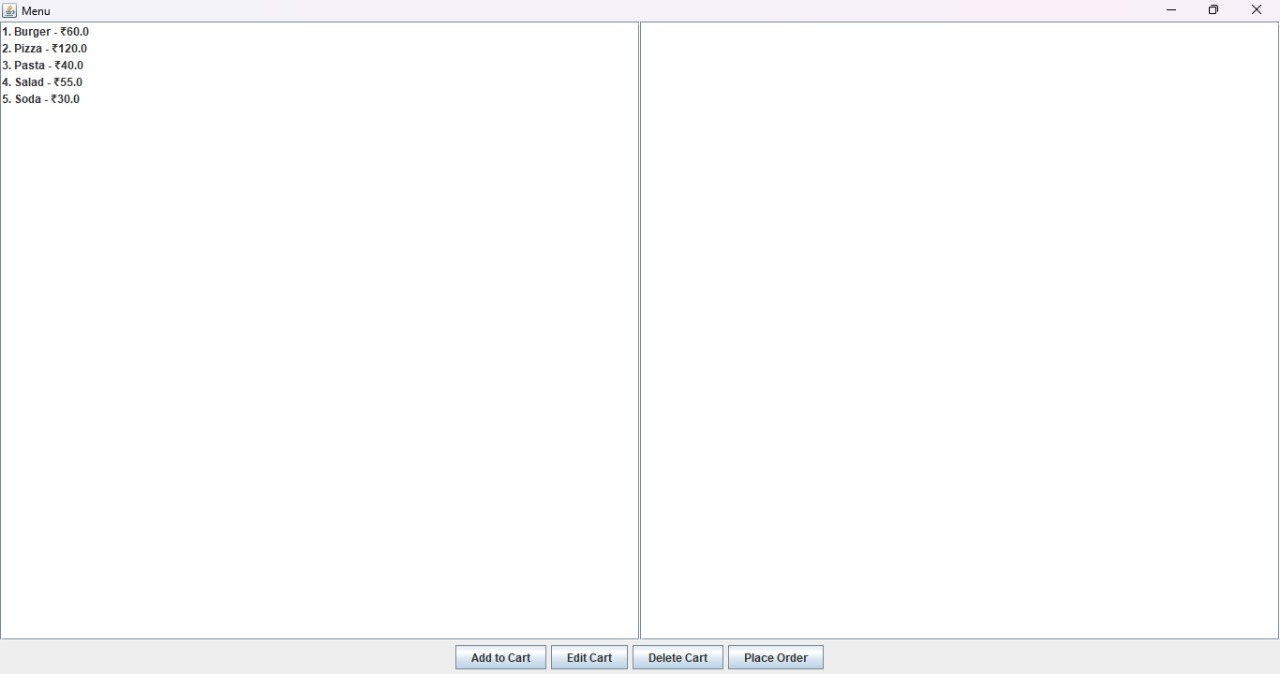 Menu
1. Burger - ₹60.0
2. Pizza - ₹120.0
3. Pasta - ₹40.0
4. Salad - ₹55.0
5. Soda - ₹30.0
Add to Cart Edit Cart Delete Cart Place Order